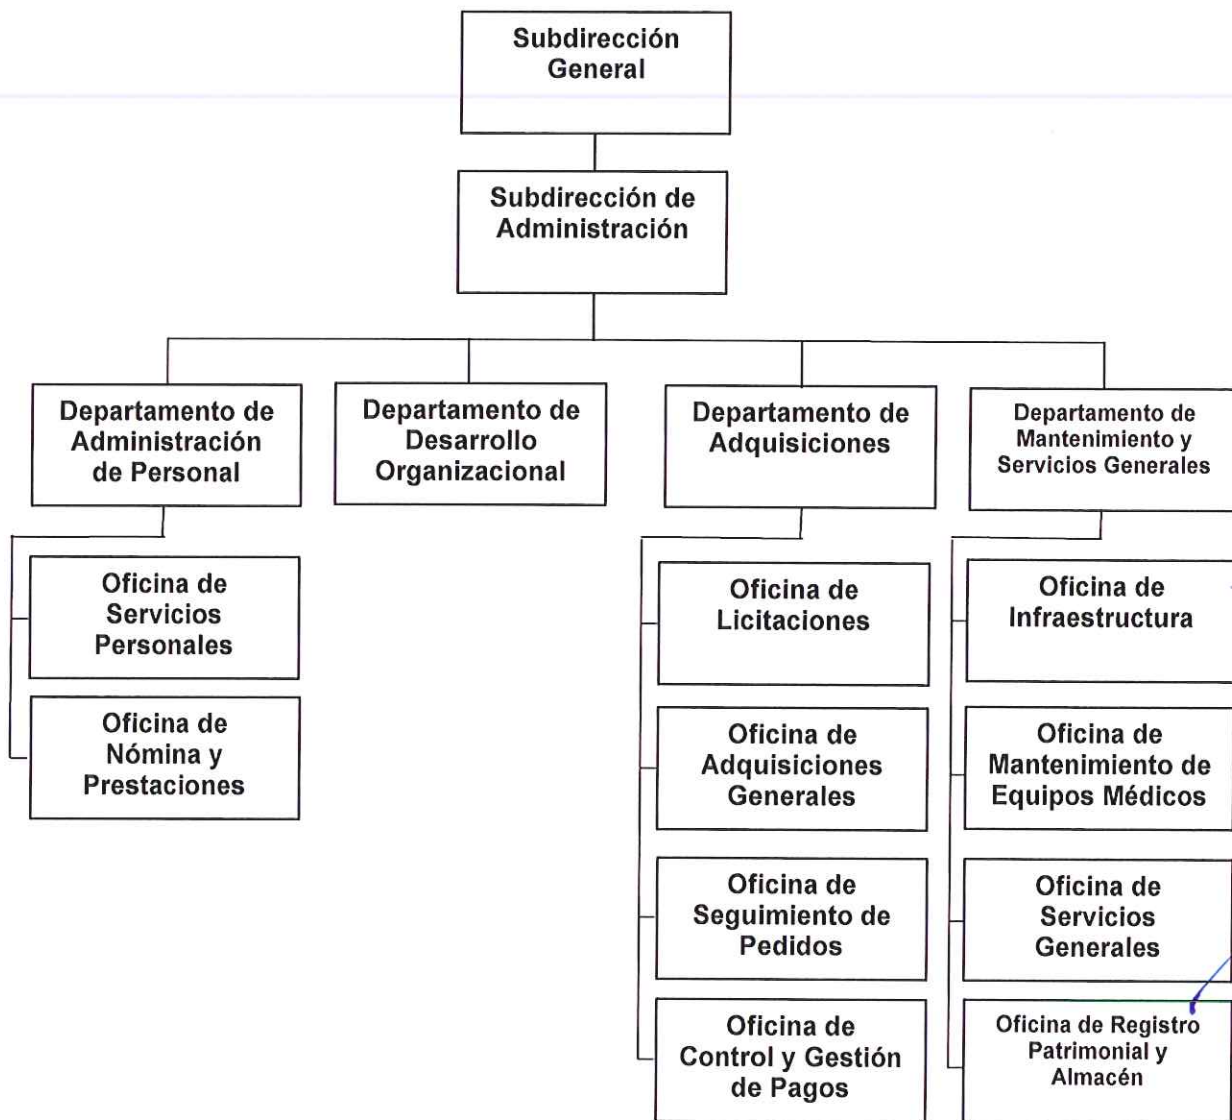 Subdirección
General
Subdirección de
Administración
Departamento de
Administración
de Personal
Departamento de
Desarrollo
Organizacional
Departamento de
Adquisiciones
Departamento de
Mantenimiento y
Servicios Generales
Oficina de
Servicios
Personales
Oficina de
Nómina y
Prestaciones
Oficina de
Licitaciones
Oficina de
Adquisiciones
Generales
Oficina de
Seguimiento de
Pedidos
Oficina de
Control y Gestión
de Pagos
Oficina de
Infraestructura
Oficina de
Mantenimiento de
Equipos Médicos
Oficina de
Servicios
Generales
Oficina de Registro
Patrimonial y
Almacén